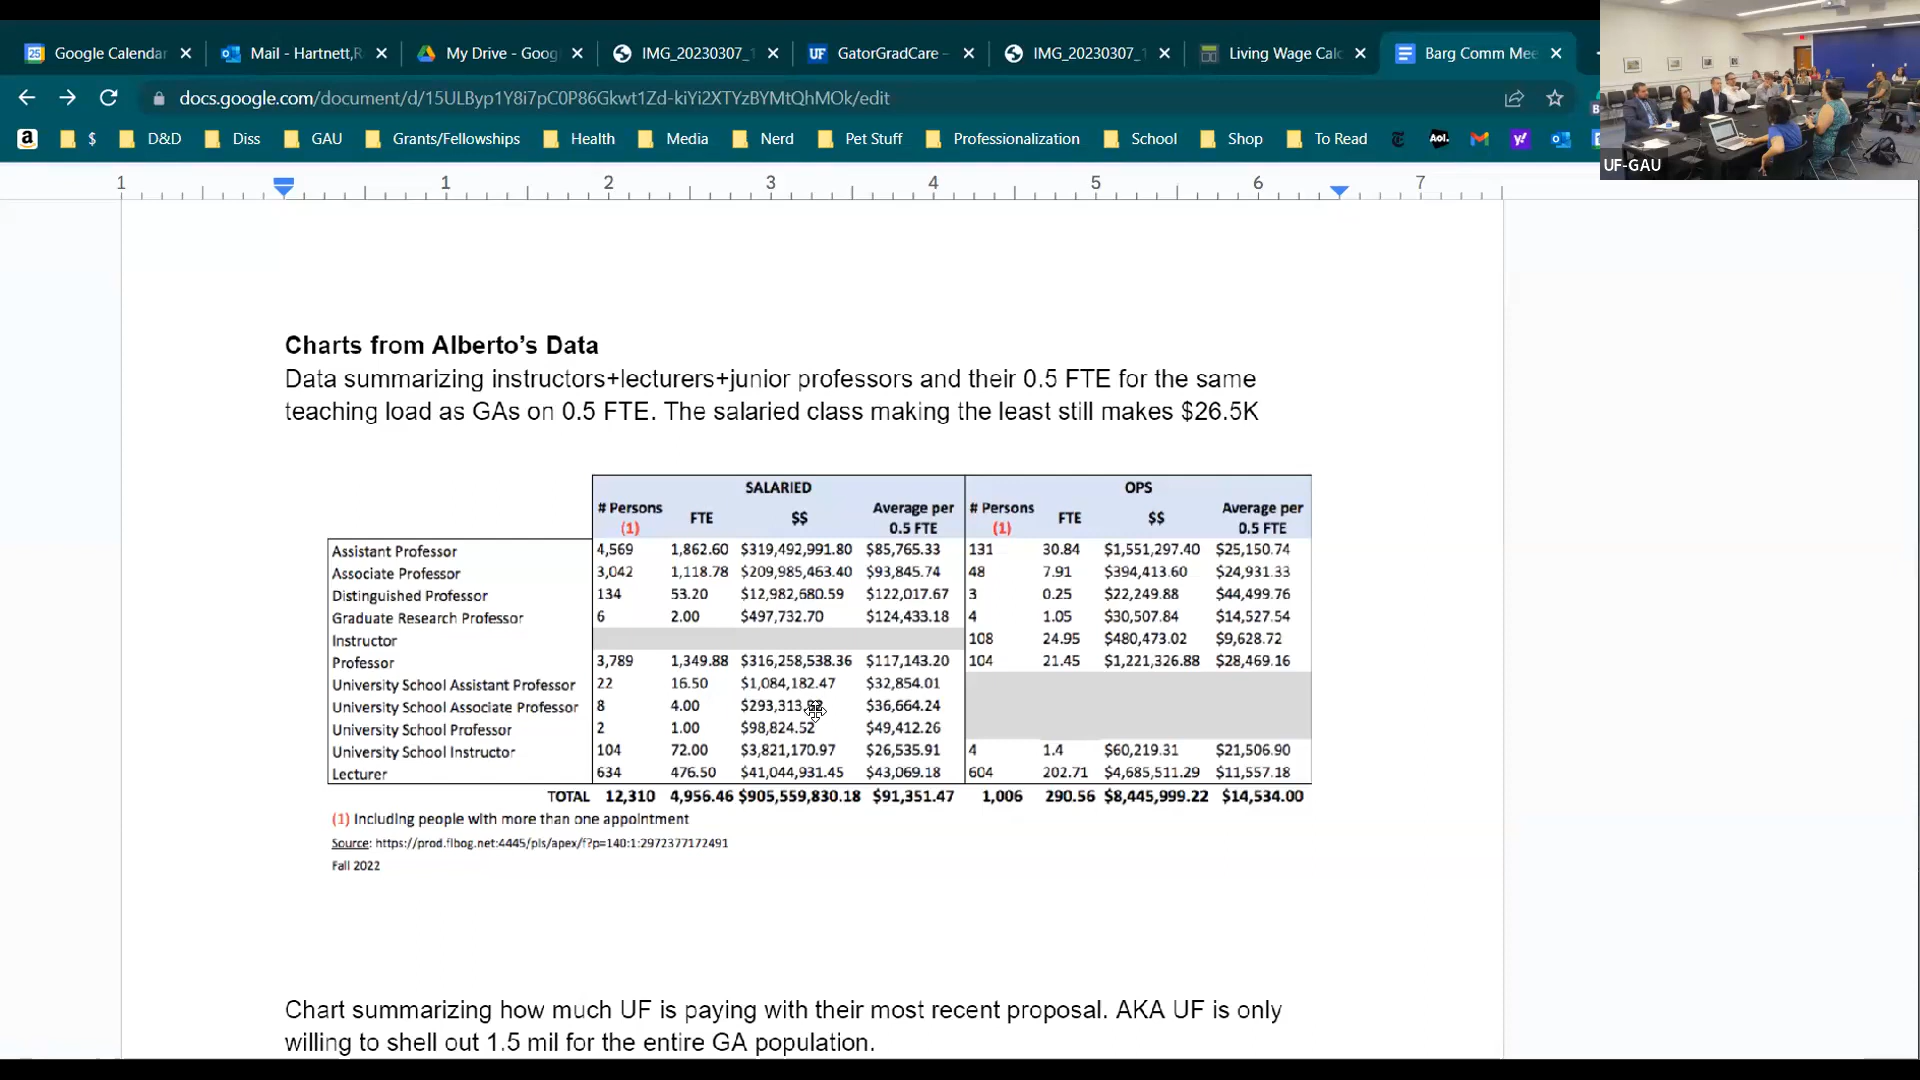 Google Calendar
Mail - Hartnett,R
My Drive - Goog
IMG_20230307_1
GatorGradCare -
IMG_20230307_1
Living Wage Calc
Barg Comm Mee
docs.google.com/document/d/15ULByp1Y8i7pC0P86Gkwt1Zd-kiYi2XTYzBYMtQhMOk/edit
$ D&D Diss GAU Grants/Fellowships Health Media Nerd Pet Stuff Professionalization School Shop To Read Aol.
UF-GAU
1 1 2 3 4 5 6 7
Charts from Alberto's Data
Data summarizing instructors+lecturers+junior professors and their 0.5 FTE for the same
teaching load as GAs on 0.5 FTE. The salaried class making the least still makes $26.5K
SALARIED OPS
# Persons (1) FTE $$ Average per 0.5 FTE # Persons (1) FTE $$ Average per 0.5 FTE
Assistant Professor 4,569 1,862.60 $319,492,991.80 $85,765.33 131 30.84 $1,551,297.40 $25,150.74
Associate Professor 3,042 1,118.78 $209,985,463.40 $93,845.74 48 7.91 $394,413.60 $24,931.33
Distinguished Professor 134 53.20 $12,982,680.59 $122,017.67 3 0.25 $22,249.88 $44,499.76
Graduate Research Professor 6 2.00 $497,732.70 $124,433.18 4 1.05 $30,507.84 $14,527.54
Instructor 108 24.95 $480,473.02 $9,628.72
Professor 3,789 1,349.88 $316,258,538.36 $117,143.20 104 21.45 $1,221,326.88 $28,469.16
University School Assistant Professor 22 16.50 $1,084,182.47 $32,854.01
University School Associate Professor 8 4.00 $36,664.24
University School Professor 2 1.00 $98,824.52 $49,412.26
University School Instructor 104 72.00 $3,821,170.97 $26,535.91 4 1.4 $60,219.31 $21,506.90
Lecturer 634 476.50 $41,044,931.45 $43,069.18 604 202.71 $4,685,511.29 $11,557.18
TOTAL 12,310 4,956.46 $905,559,830.18 $91,351.47 1,006 290.56 $8,445,999.22 $14,534.00
(1) Including people with more than one appointment
Source: https://prod.flbog.net:4445/pls/apex/f?p=140:1:2972377172491
Fall 2022
Chart summarizing how much UF is paying with their most recent proposal. AKA UF is only
willing to shell out 1.5 mil for the entire GA population.